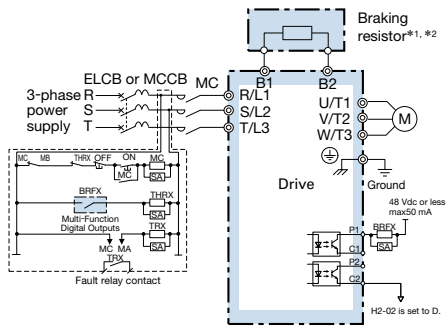 Braking
resistor*1, *2
ELCB or MCCB MC
B1 B2
3-phase R
power S
supply T
R/L1
S/L2
T/L3
U/T1
V/T2
W/T3
M
Drive
Ground
MC MB THRX OFF ON MC
SA
MC
BRFX
THRX
SA
Multi-Function
Digital Outputs
TRX
SA
MC MA
TRX
Fault relay contact
48 Vdc or less
max50 mA
P1 BRFX
SA
C1
P2
C2
H2-02 is set to D.